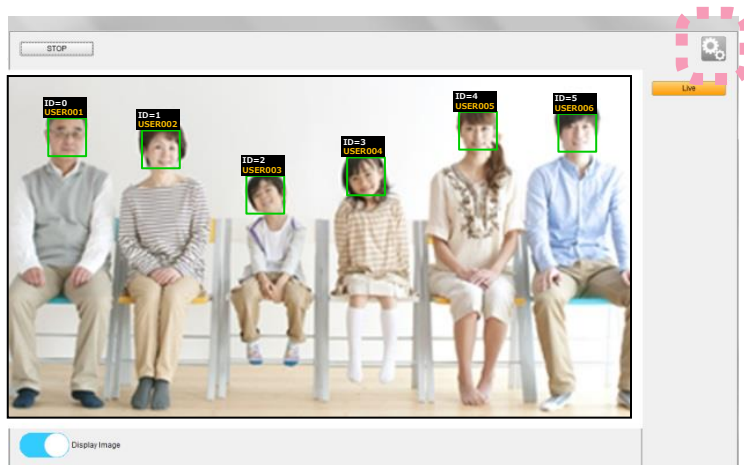 STOP
Live
ID=0
USER001
ID=1
USER002
ID=2
USER003
ID=3
USER004
ID=4
USER005
ID=5
USER006
Display Image